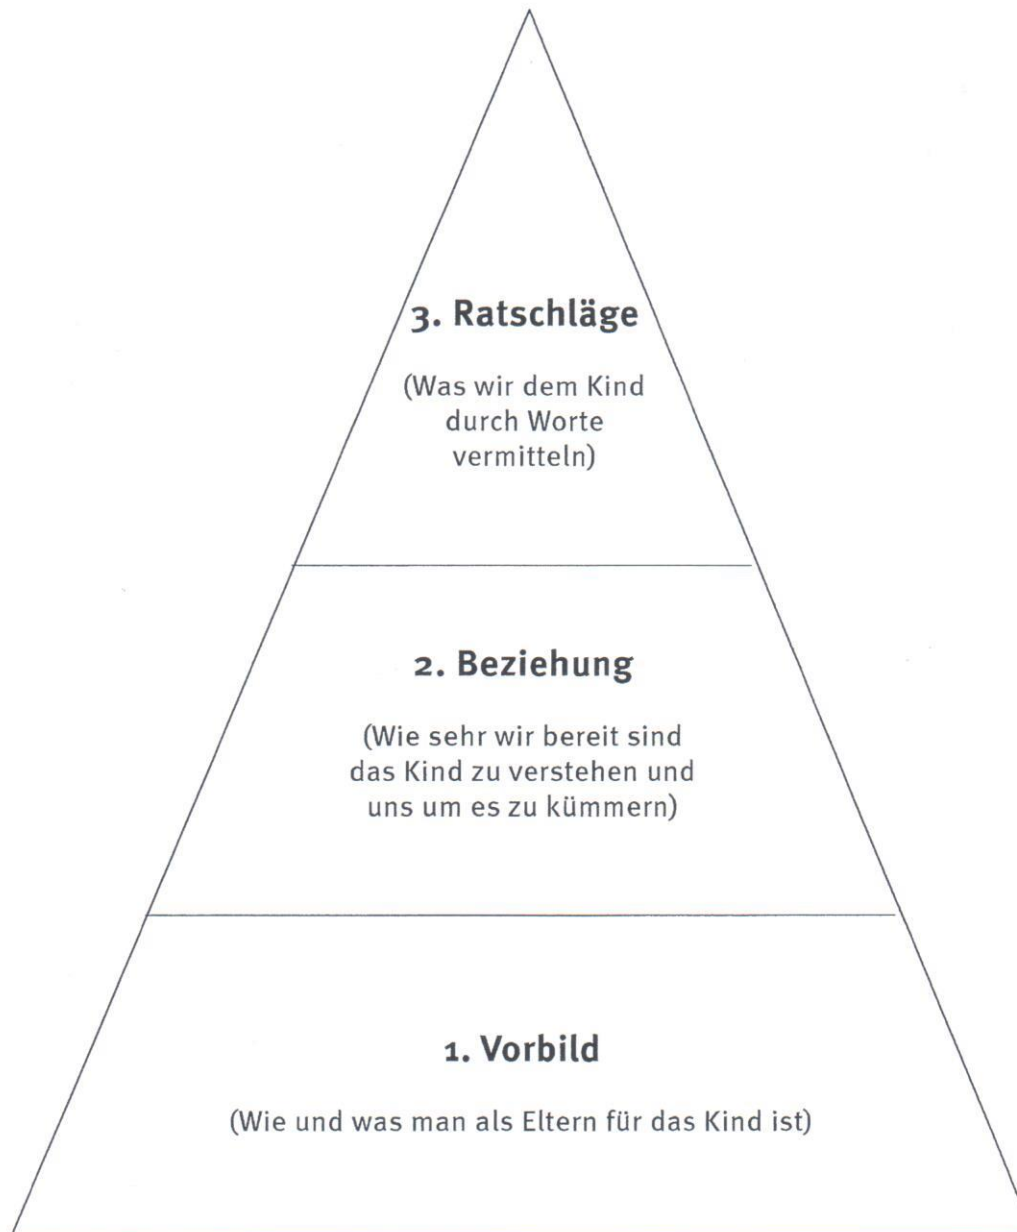 3. Ratschläge
(Was wir dem Kind
durch Worte
vermitteln)
2. Beziehung
(Wie sehr wir bereit sind
das Kind zu verstehen und
uns um es zu kümmern)
1. Vorbild
(Wie und was man als Eltern für das Kind ist)